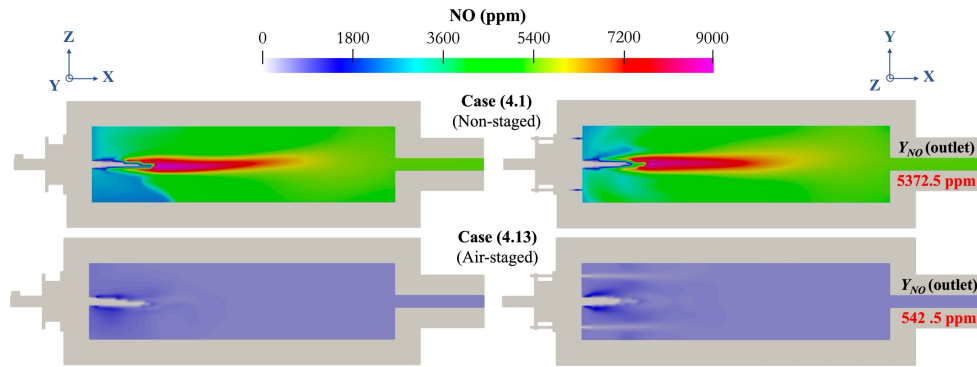 NO (ppm)
0 1800 3600 5400 7200 9000
Z
Y X
Y
Z X
Case (4.1)
(Non-staged)
Y_NO (outlet)
5372.5 ppm
Case (4.13)
(Air-staged)
Y_NO (outlet)
542 .5 ppm